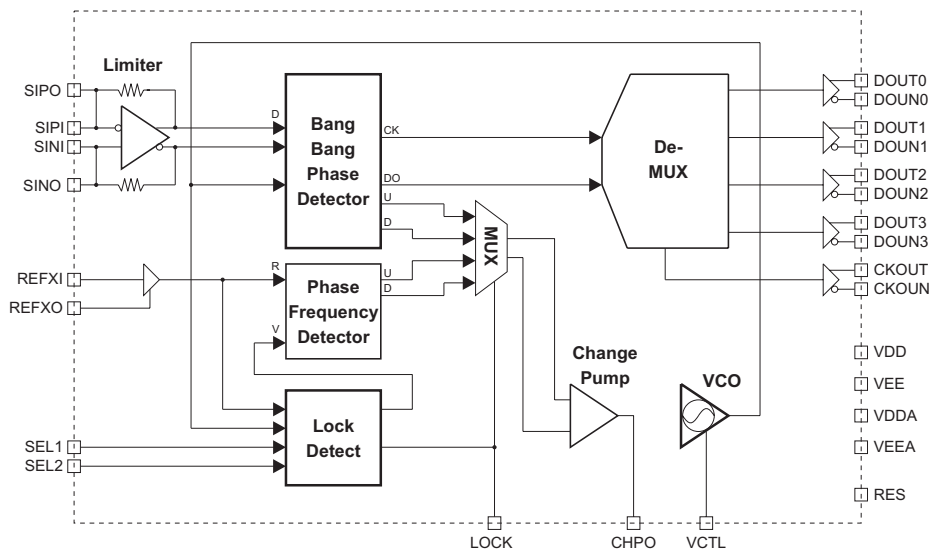 Limiter
SIPO
SIPI
SINI
SINO
REFXI
REFXO
SEL1
SEL2
D
Bang
Bang
Phase
Detector
CK
DO
U
D
R
V
Phase
Frequency
Detector
U
D
MUX
Lock
Detect
De-
MUX
Change
Pump
VCO
DOUT0
DOUN0
DOUT1
DOUN1
DOUT2
DOUN2
DOUT3
DOUN3
CKOUT
CKOUN
VDD
VEE
VDDA
VEEA
RES
LOCK
CHPO
VCTL